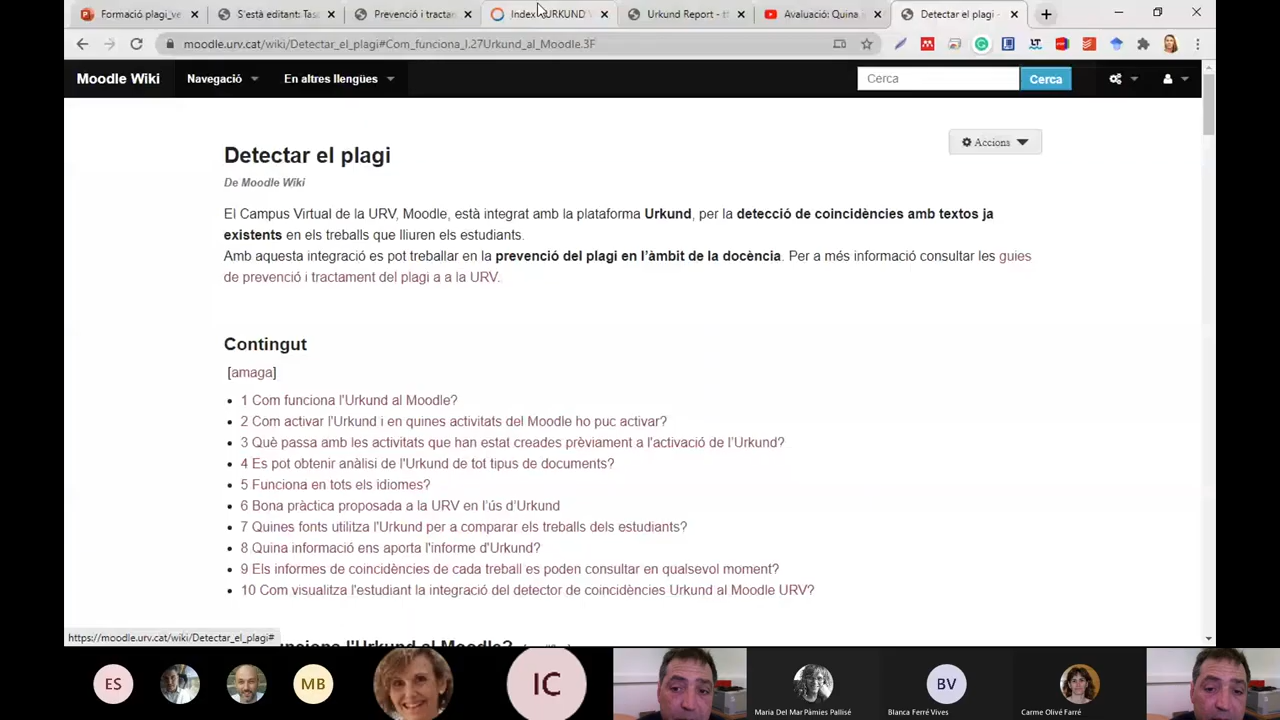 Formació plagi_ve
S'està editant: Tasc
Prevenció i tracta
Index - URKUND
Urkund Report - t
Avaluació: Quina
Detectar el plagi -
moodle.urv.cat/wiki/Detectar_el_plagi#Com_funciona_l.27Urkund_al_Moodle.3F
Moodle Wiki
Navegació
En altres llengües
Cerca
Cerca
Detectar el plagi
Accions
De Moodle Wiki
El Campus Virtual de la URV, Moodle, està integrat amb la plataforma Urkund, per la detecció de coincidències amb textos ja
existents en els treballs que lliuren els estudiants.
Amb aquesta integració es pot treballar en la prevenció del plagi en l'àmbit de la docència. Per a més informació consultar les guies
de prevenció i tractament del plagi a a la URV.
Contingut
[amaga]
1 Com funciona l'Urkund al Moodle?
2 Com activar l'Urkund i en quines activitats del Moodle ho puc activar?
3 Què passa amb les activitats que han estat creades prèviament a l'activació de l'Urkund?
4 Es pot obtenir anàlisi de l'Urkund de tot tipus de documents?
5 Funciona en tots els idiomes?
6 Bona pràctica proposada a la URV en l'ús d'Urkund
7 Quines fonts utilitza l'Urkund per a comparar els treballs dels estudiants?
8 Quina informació ens aporta l'informe d'Urkund?
9 Els informes de coincidències de cada treball es poden consultar en qualsevol moment?
10 Com visualitza l'estudiant la integració del detector de coincidències Urkund al Moodle URV?
https://moodle.urv.cat/wiki/Detectar_el_plagi#
l'Urkund al Moodle?
ES
MB
IC
Maria Del Mar Pàmies Pallisé
BV
Blanca Ferré Vives
Carme Olivé Farré